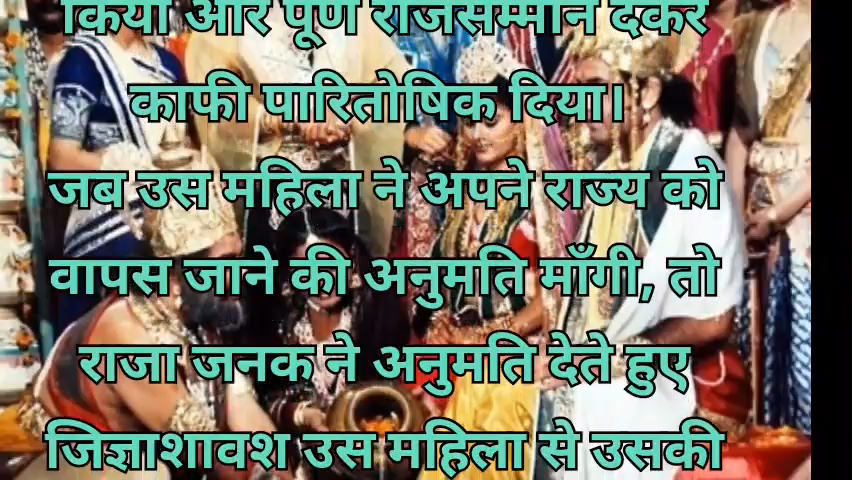 किया और पूर्ण राजसम्मान देकर
काफी पारितोषिक दिया।
जब उस महिला ने अपने राज्य को
वापस जाने की अनुमति माँगी, तो
राजा जनक ने अनुमति देते हुए
जिज्ञाशावश उस महिला से उसकी